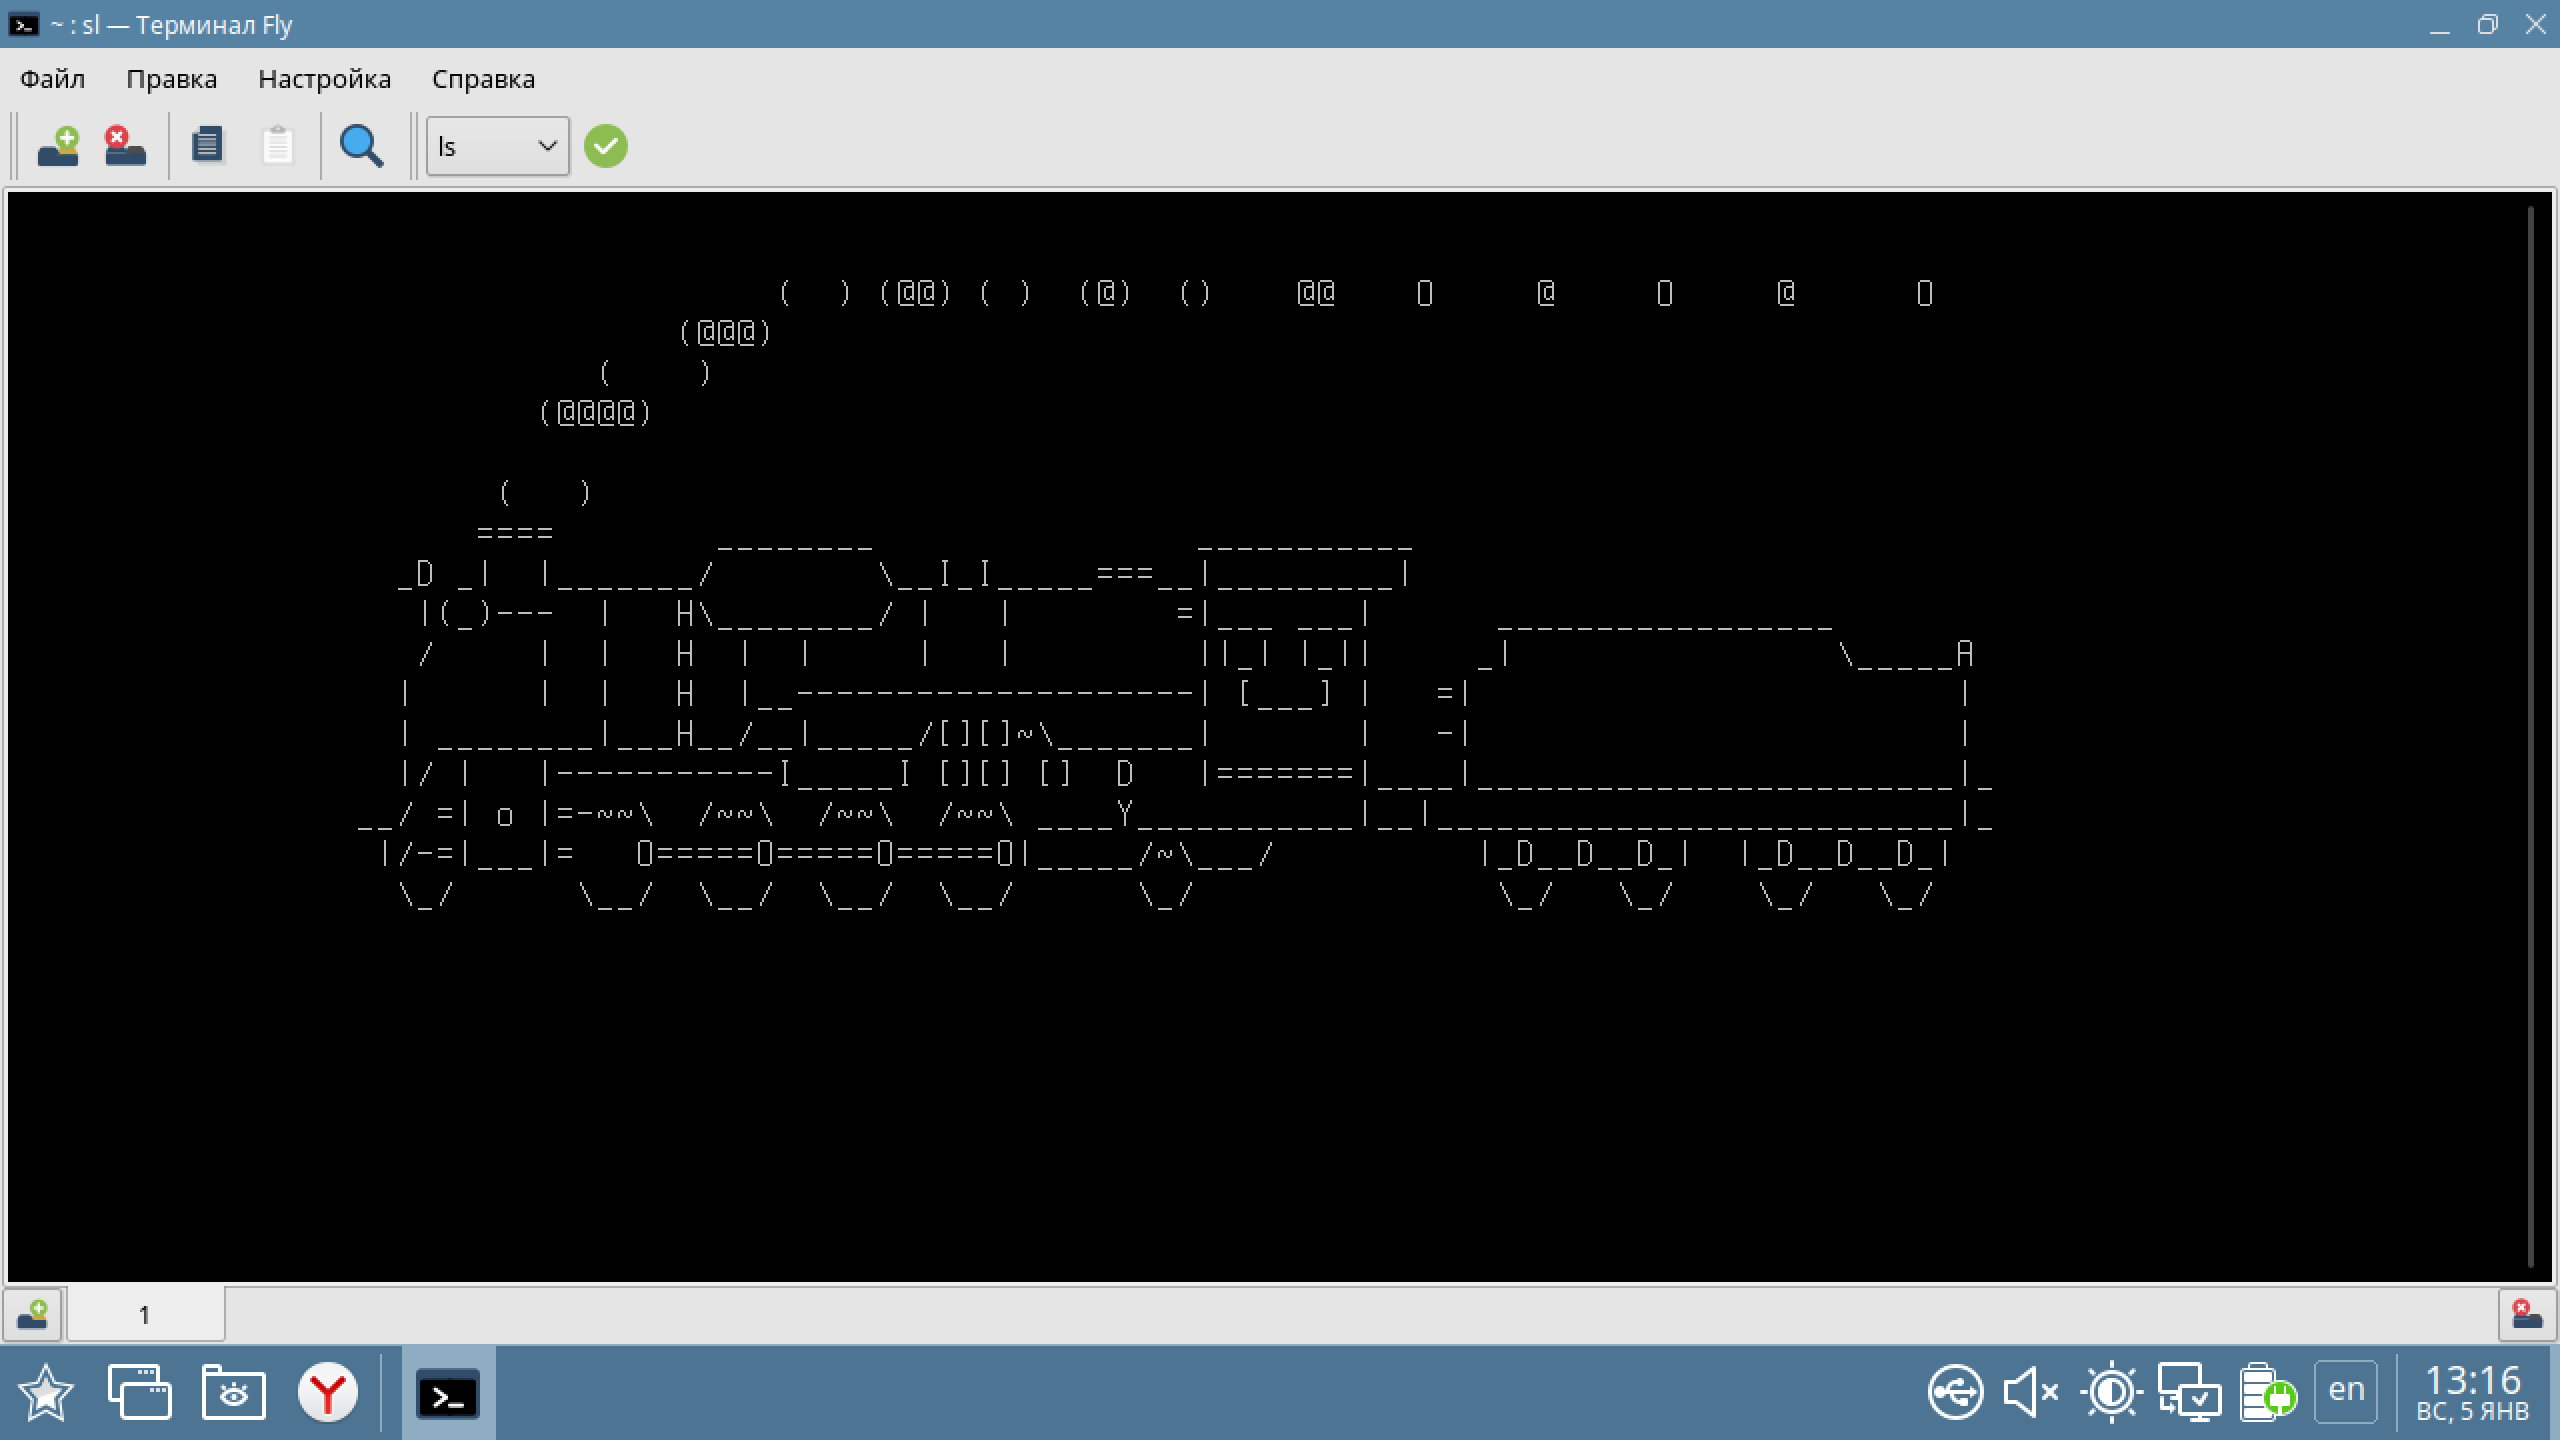 ~ : sl — Терминал Fly
Файл Правка Настройка Справка
ls
                    (   ) (@@) (  )  (@)  ()    @@    O     @     O     @      O
               (@@@)
           (    )
        (@@@@)

      (   )
     ====        ________                ___________
 _D _|  |_______/        \__I_I_____===__|_________|
  |(_)---  |   H\________/ |   |        =|___ ___|      _________________
  /     |  |   H  |  |     |   |         ||_| |_||     _|                \_____A
 |      |  |   H  |__--------------------| [___] |   =|                        |
 | ________|___H__/__|_____/[][]~\_______|       |   -|                        |
 |/ |   |-----------I_____I [][] []  D   |=======|____|________________________|_
__/ =| o |=-~~\  /~~\  /~~\  /~~\ ____Y___________|__|__________________________|_
 |/-=|___|=    O=====O=====O=====O|_____/~\___/          |_D__D__D_|  |_D__D__D_|
  \_/      \__/  \__/  \__/  \__/      \_/               \_/   \_/    \_/   \_/
1
Y
en
13:16
ВС, 5 ЯНВ